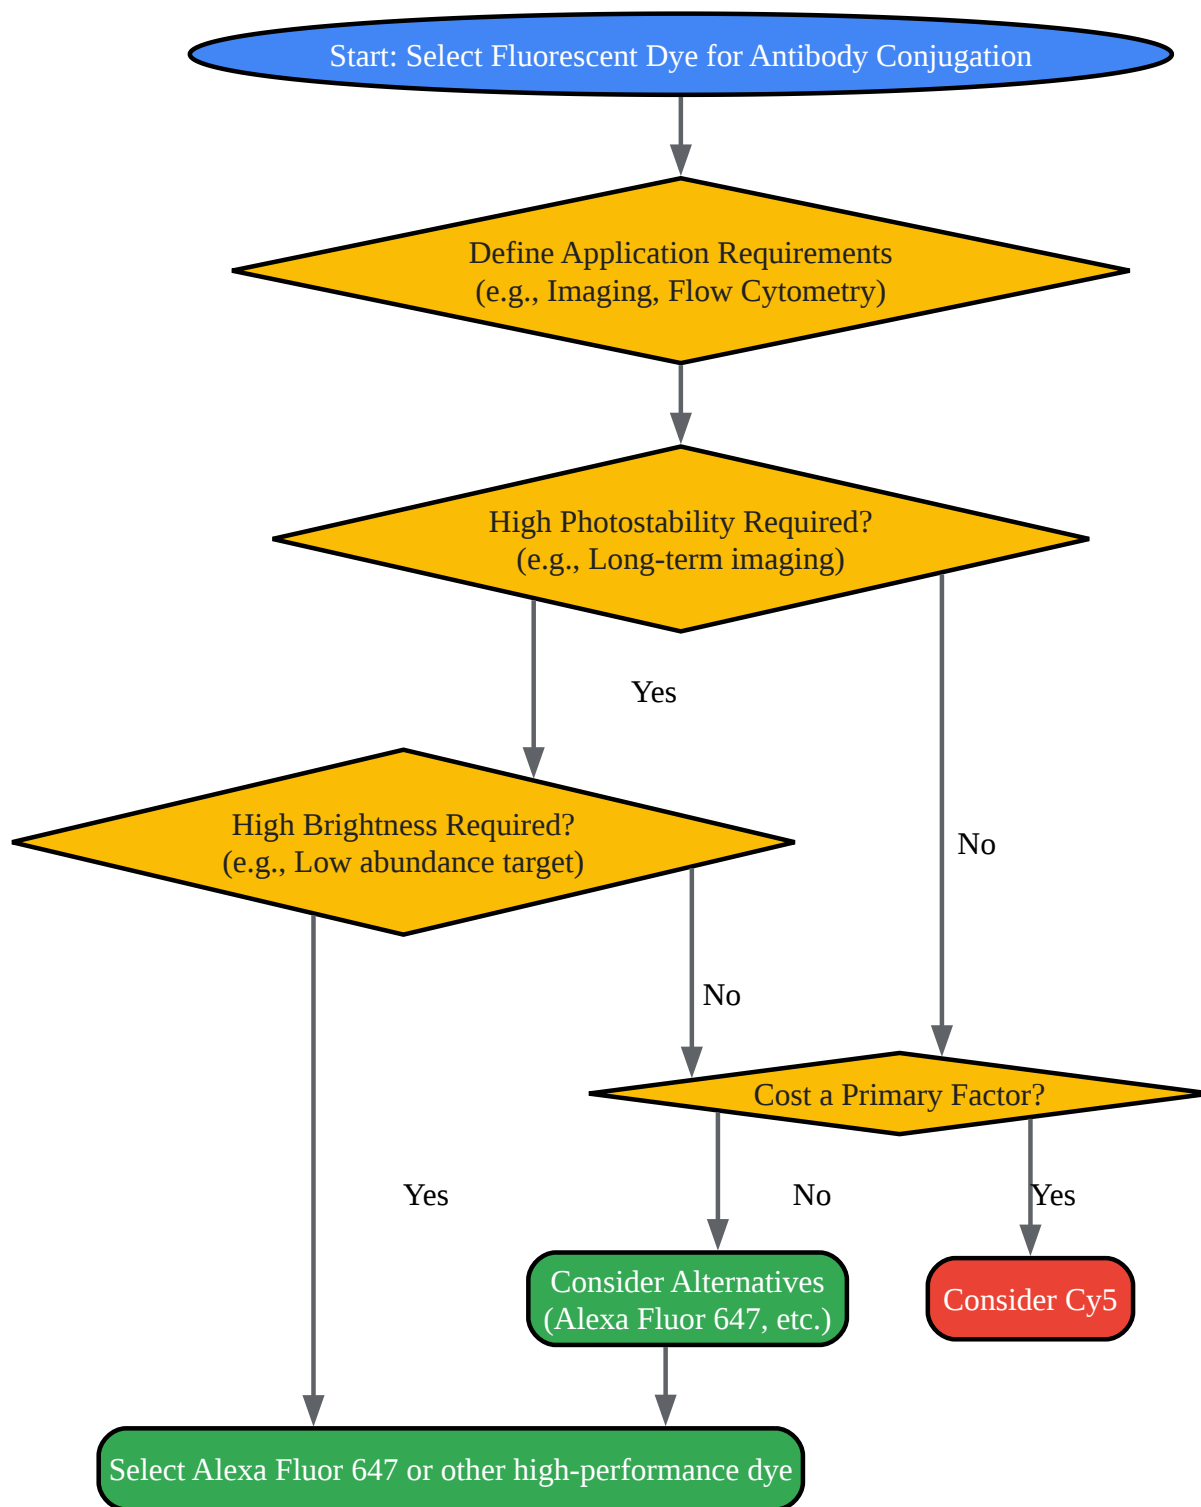 Start: Select Fluorescent Dye for Antibody Conjugation
Define Application Requirements
(e.g., Imaging, Flow Cytometry)
High Photostability Required?
(e.g., Long-term imaging)
Yes
High Brightness Required?
(e.g., Low abundance target)
No
No
Cost a Primary Factor?
Yes
No
Yes
Consider Alternatives
(Alexa Fluor 647, etc.)
Consider Cy5
Select Alexa Fluor 647 or other high-performance dye